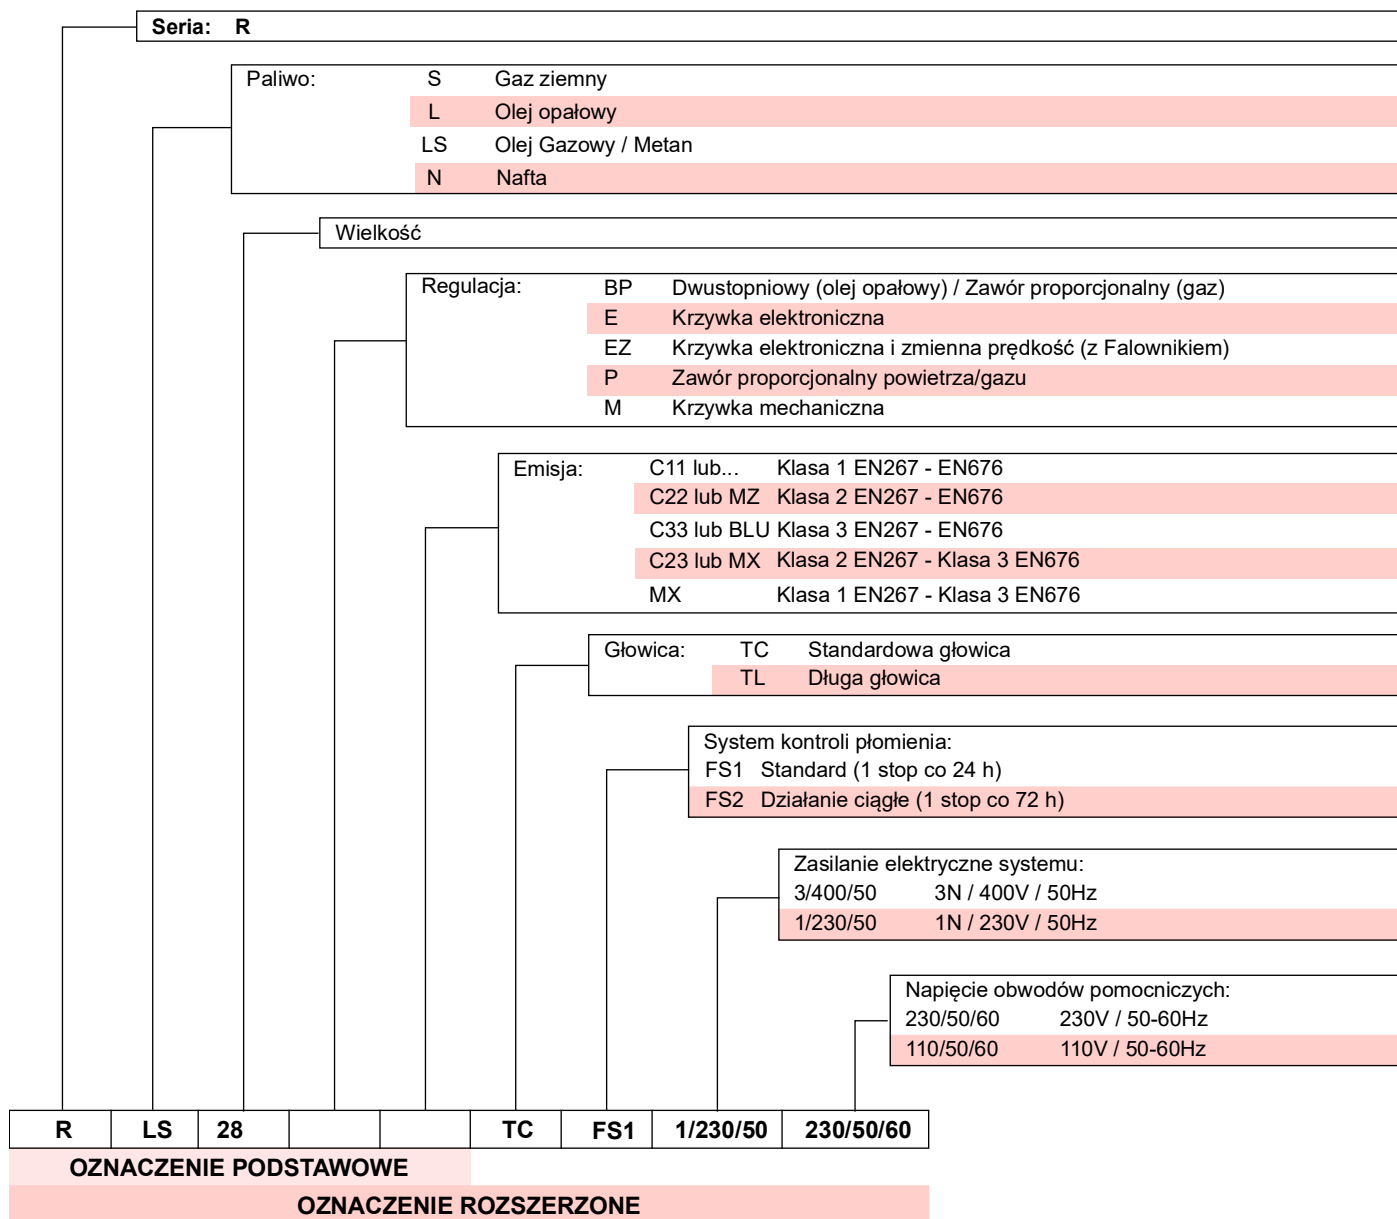 Seria: R
Paliwo: S Gaz ziemny
L Olej opałowy
LS Olej Gazowy / Metan
N Nafta
Wielkość
Regulacja: BP Dwustopniowy (olej opałowy) / Zawór proporcjonalny (gaz)
E Krzywka elektroniczna
EZ Krzywka elektroniczna i zmienna prędkość (z Falownikiem)
P Zawór proporcjonalny powietrza/gazu
M Krzywka mechaniczna
Emisja: C11 lub... Klasa 1 EN267 - EN676
C22 lub MZ Klasa 2 EN267 - EN676
C33 lub BLU Klasa 3 EN267 - EN676
C23 lub MX Klasa 2 EN267 - Klasa 3 EN676
MX Klasa 1 EN267 - Klasa 3 EN676
Głowica: TC Standardowa głowica
TL Długa głowica
System kontroli płomienia:
FS1 Standard (1 stop co 24 h)
FS2 Działanie ciągłe (1 stop co 72 h)
Zasilanie elektryczne systemu:
3/400/50 3N / 400V / 50Hz
1/230/50 1N / 230V / 50Hz
Napięcie obwodów pomocniczych:
230/50/60 230V / 50-60Hz
110/50/60 110V / 50-60Hz
R LS 28 TC FS1 1/230/50 230/50/60
OZNACZENIE PODSTAWOWE
OZNACZENIE ROZSZERZONE